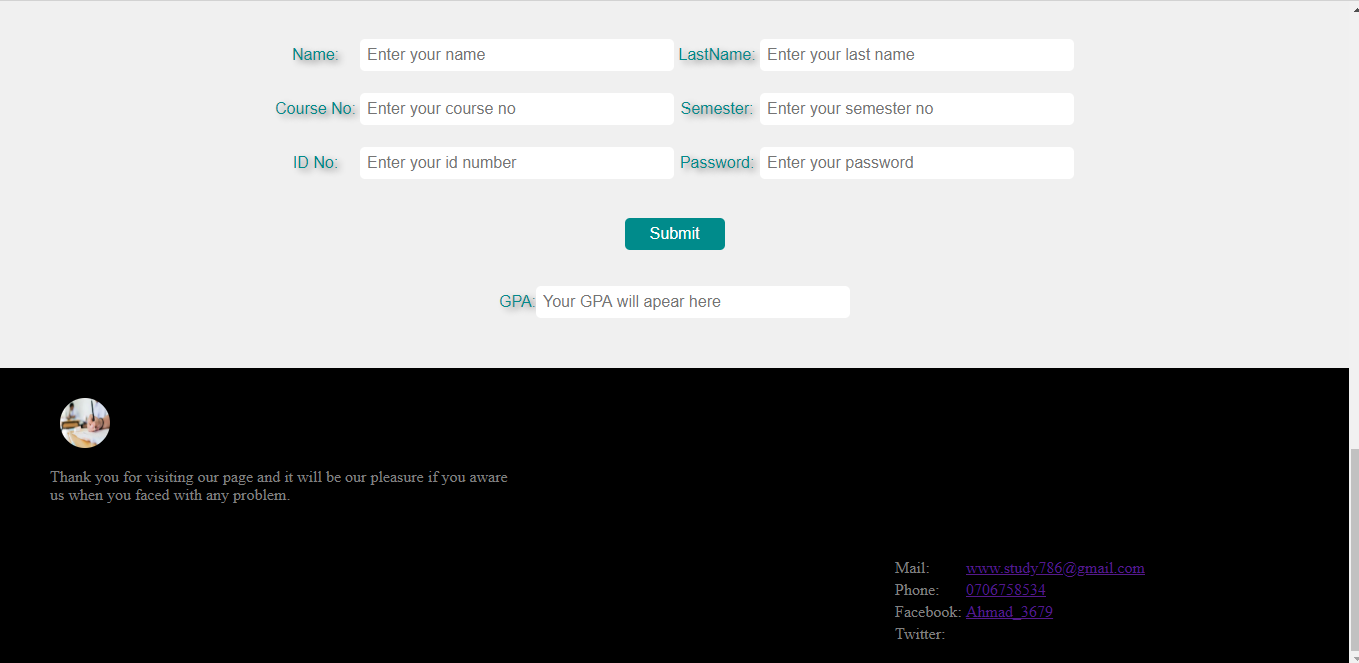 Name: Enter your name LastName: Enter your last name
Course No: Enter your course no Semester: Enter your semester no
ID No: Enter your id number Password: Enter your password
Submit
GPA: Your GPA will apear here
Thank you for visiting our page and it will be our pleasure if you aware
us when you faced with any problem.
Mail: www.study786@gmail.com
Phone: 0706758534
Facebook: Ahmad_3679
Twitter: